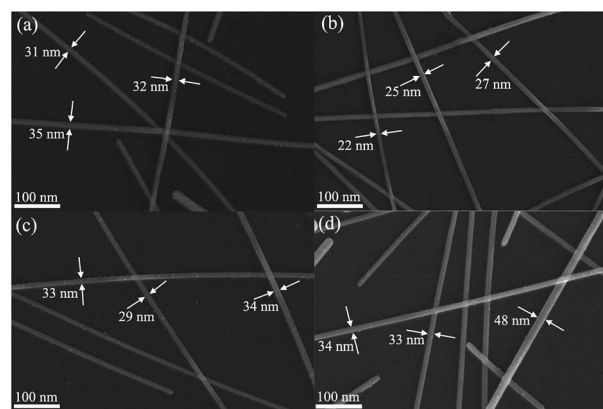 (a)
31 nm
32 nm
35 nm
100 nm
(b)
25 nm
27 nm
22 nm
100 nm
(c)
33 nm
29 nm
34 nm
100 nm
(d)
34 nm
33 nm
48 nm
100 nm